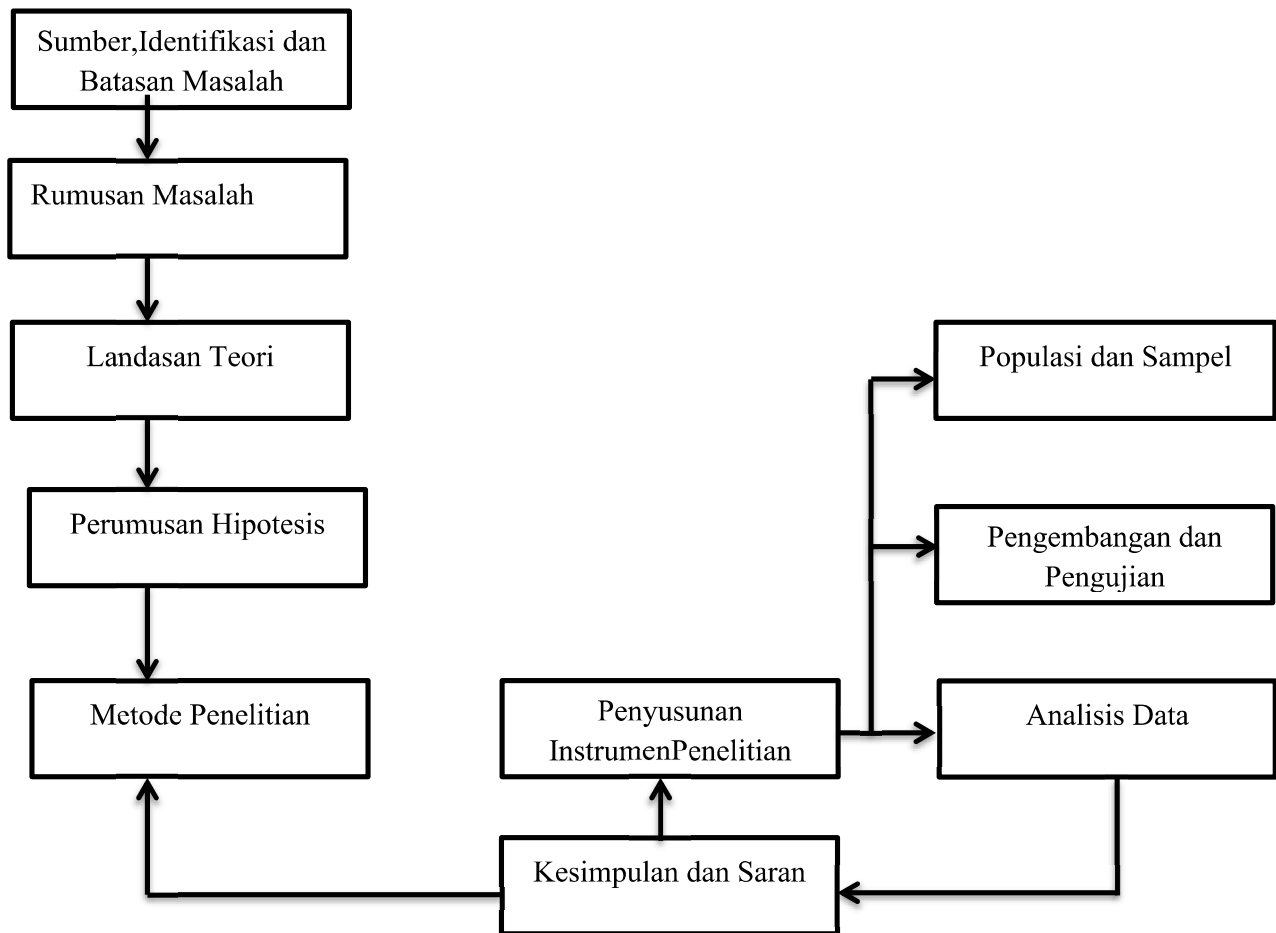 Sumber,Identifikasi dan
Batasan Masalah
Rumusan Masalah
Landasan Teori
Perumusan Hipotesis
Metode Penelitian
Penyusunan
InstrumenPenelitian
Populasi dan Sampel
Pengembangan dan
Pengujian
Analisis Data
Kesimpulan dan Saran